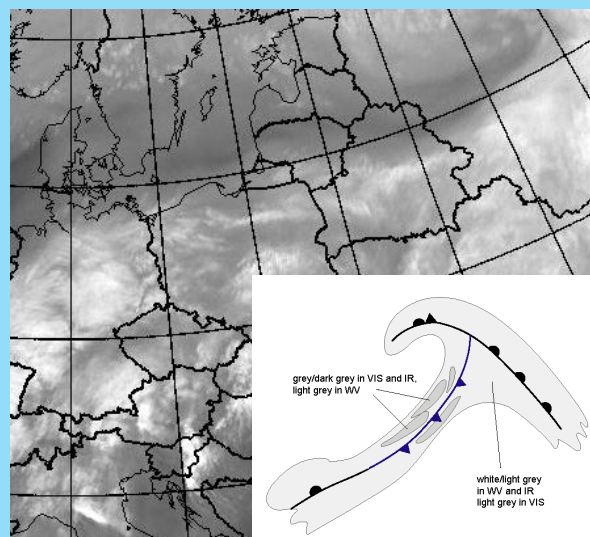 grey/dark grey in VIS and IR,
light grey in WV
white/light grey
in WV and IR
light grey in VIS